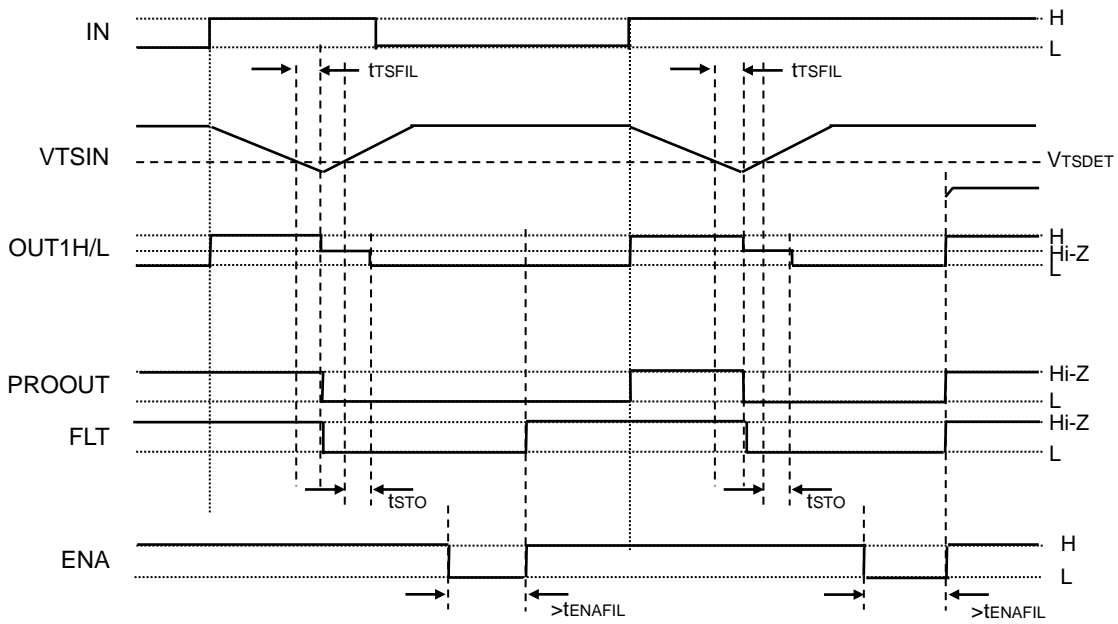 IN
H
L
tTSFIL
tTSFIL
VTSIN
VTSDET
OUT1H/L
H
Hi-Z
L
PROOUT
Hi-Z
L
FLT
Hi-Z
L
tSTO
tSTO
ENA
H
L
>tENAFIL
>tENAFIL